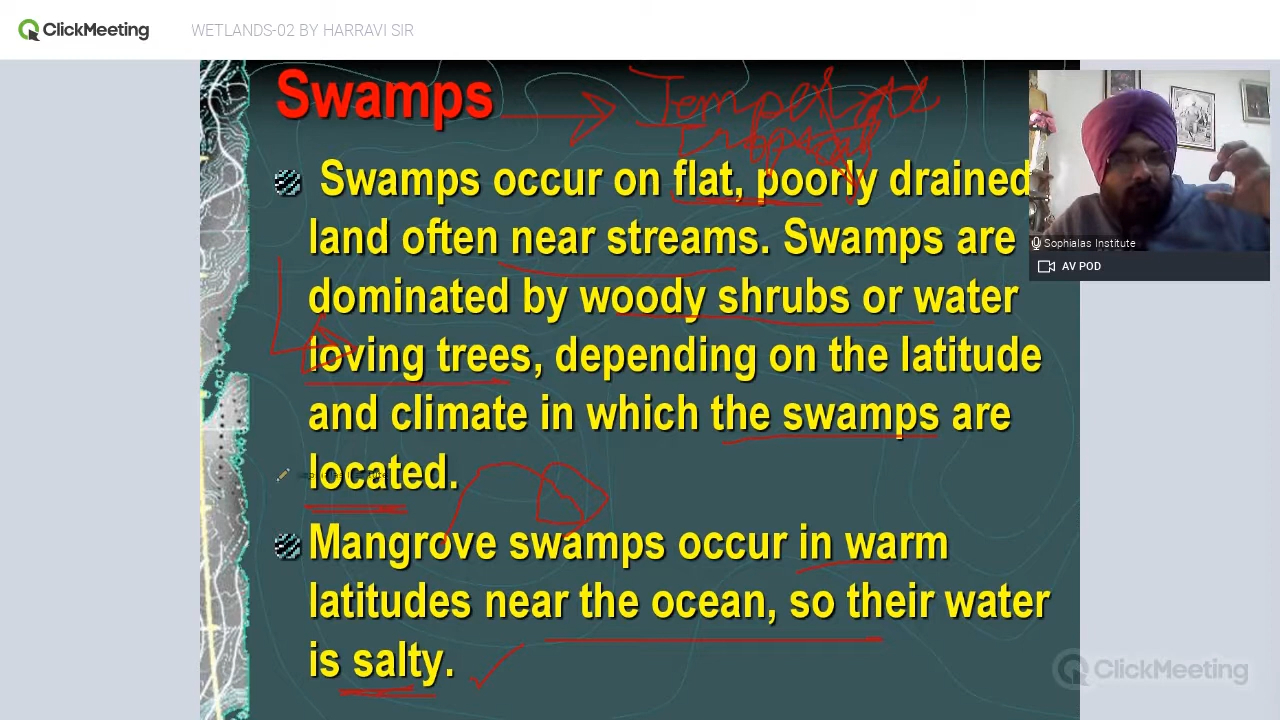 ClickMeeting
WETLANDS-02 BY HARRAVI SIR
Swamps
Temperate
Swamps occur on flat, poorly drained
land often near streams. Swamps are
dominated by woody shrubs or water
loving trees, depending on the latitude
and climate in which the swamps are
located.
Mangrove swamps occur in warm
latitudes near the ocean, so their water
is salty.
Sophialas Institute
AV POD
ClickMeeting